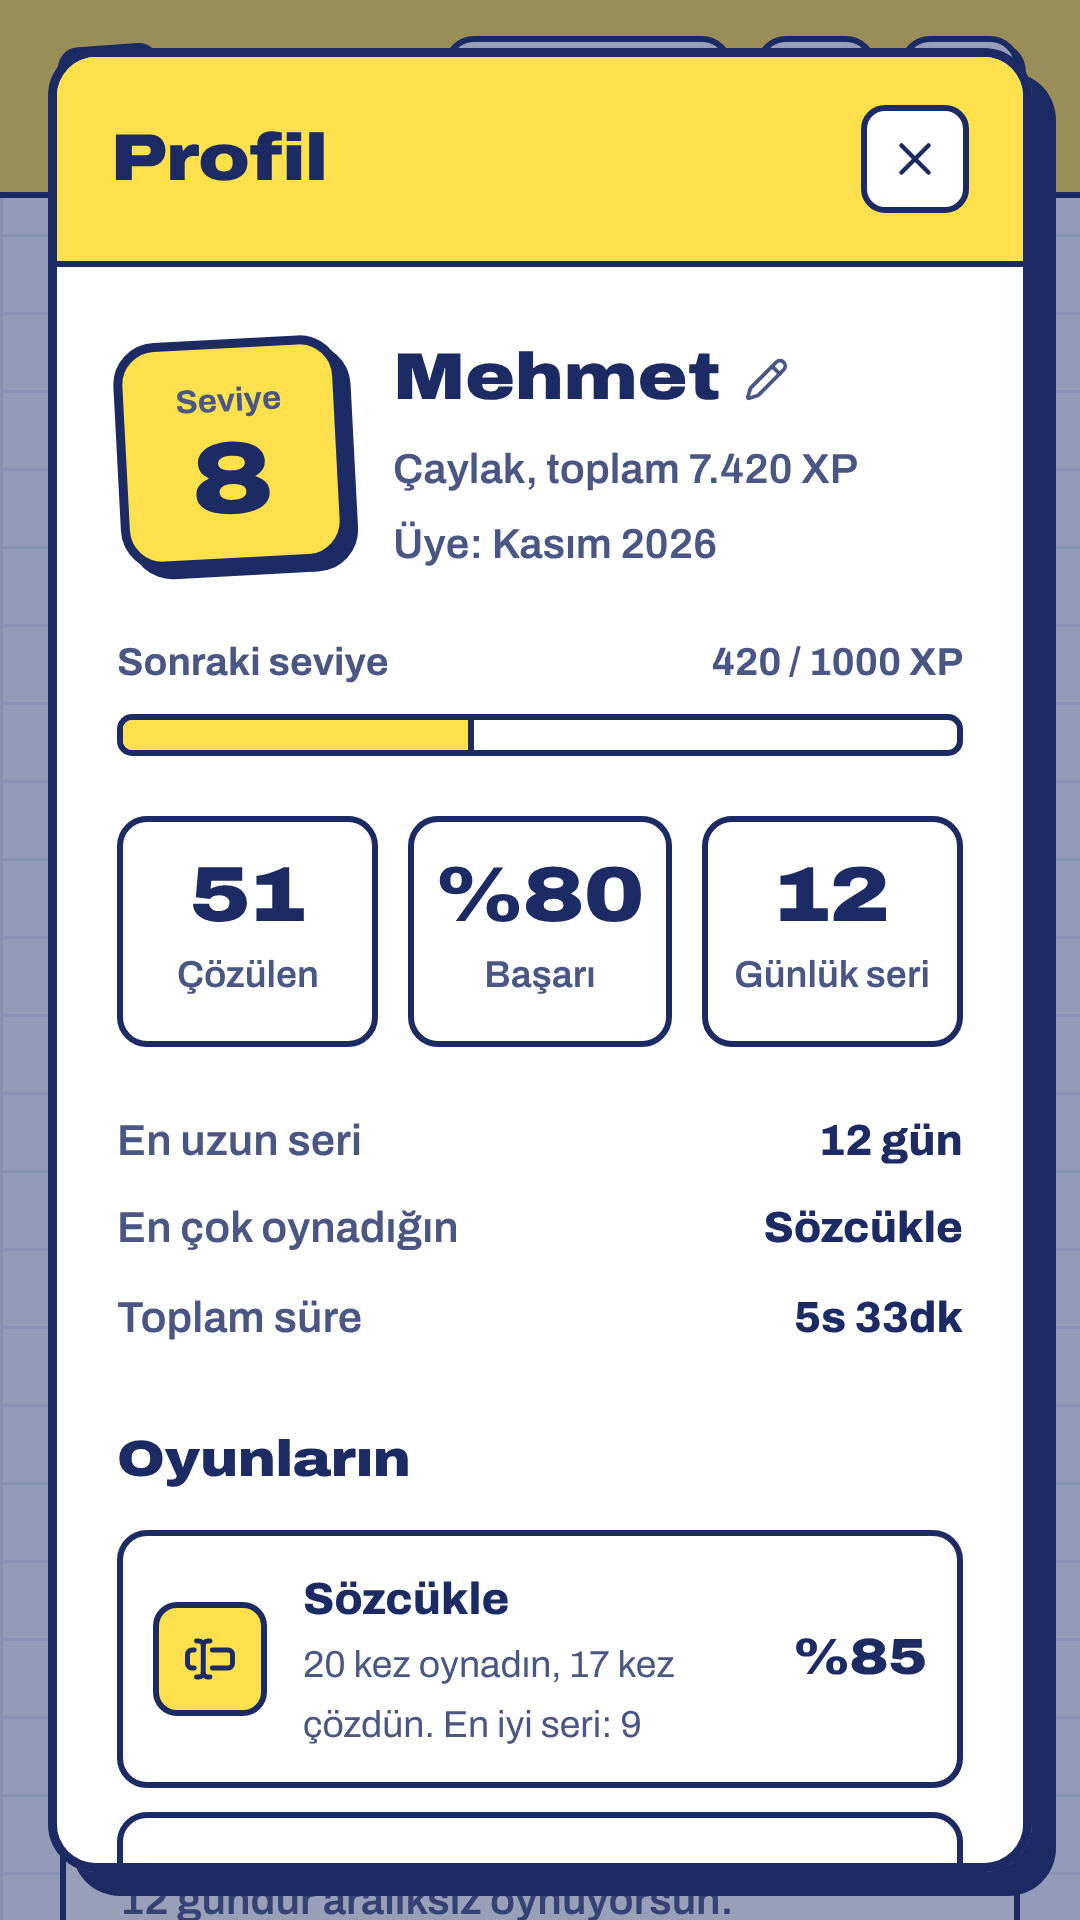 Profil
Seviye
8
Mehmet
Çaylak, toplam 7.420 XP
Üye: Kasım 2026
Sonraki seviye
420 / 1000 XP
51
Çözülen
%80
Başarı
12
Günlük seri
En uzun seri
12 gün
En çok oynadığın
Sözcükle
Toplam süre
5s 33dk
Oyunların
Sözcükle
20 kez oynadın, 17 kez
çözdün. En iyi seri: 9
%85
12 gündür aralıksız oynuyorsun.